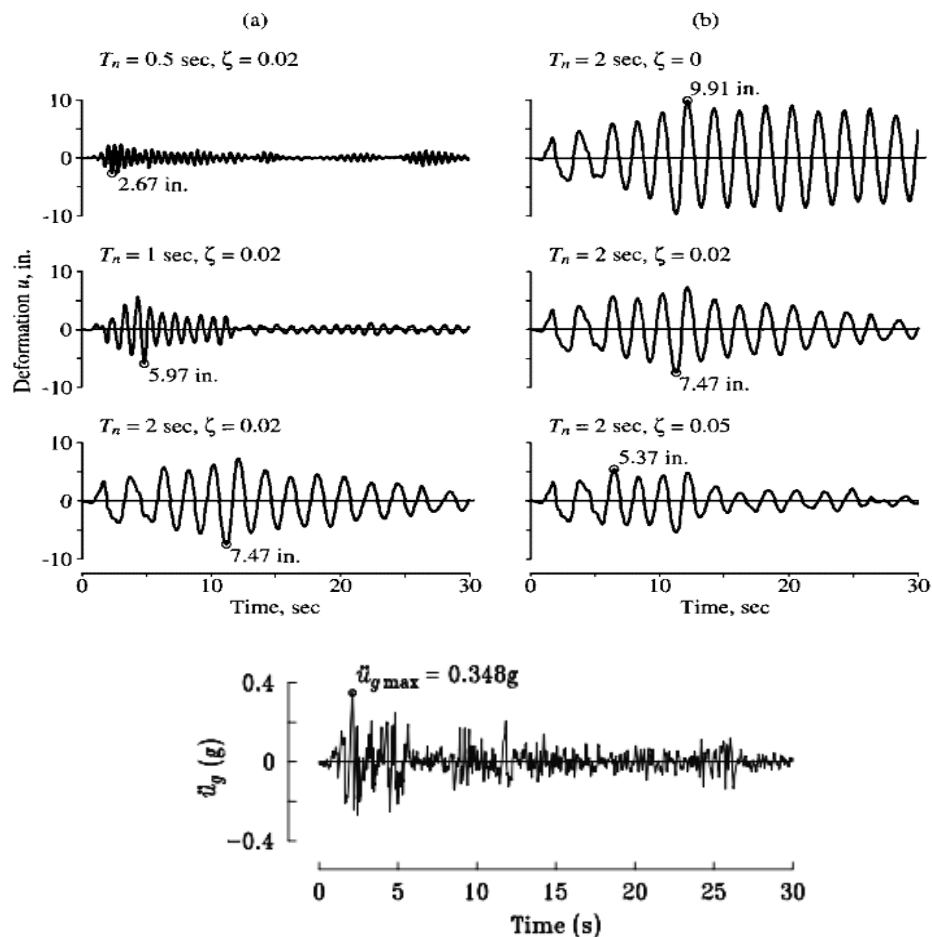 (a)
T_n = 0.5 sec, ζ = 0.02
10
0
-10
2.67 in.
T_n = 1 sec, ζ = 0.02
10
0
-10
5.97 in.
Deformation u, in.
T_n = 2 sec, ζ = 0.02
10
0
-10
7.47 in.
0 10 20 30
Time, sec
(b)
T_n = 2 sec, ζ = 0
9.91 in.
T_n = 2 sec, ζ = 0.02
7.47 in.
T_n = 2 sec, ζ = 0.05
5.37 in.
0 10 20 30
Time, sec
ü_g max = 0.348g
0.4
0
−0.4
ü_g (g)
0 5 10 15 20 25 30
Time (s)